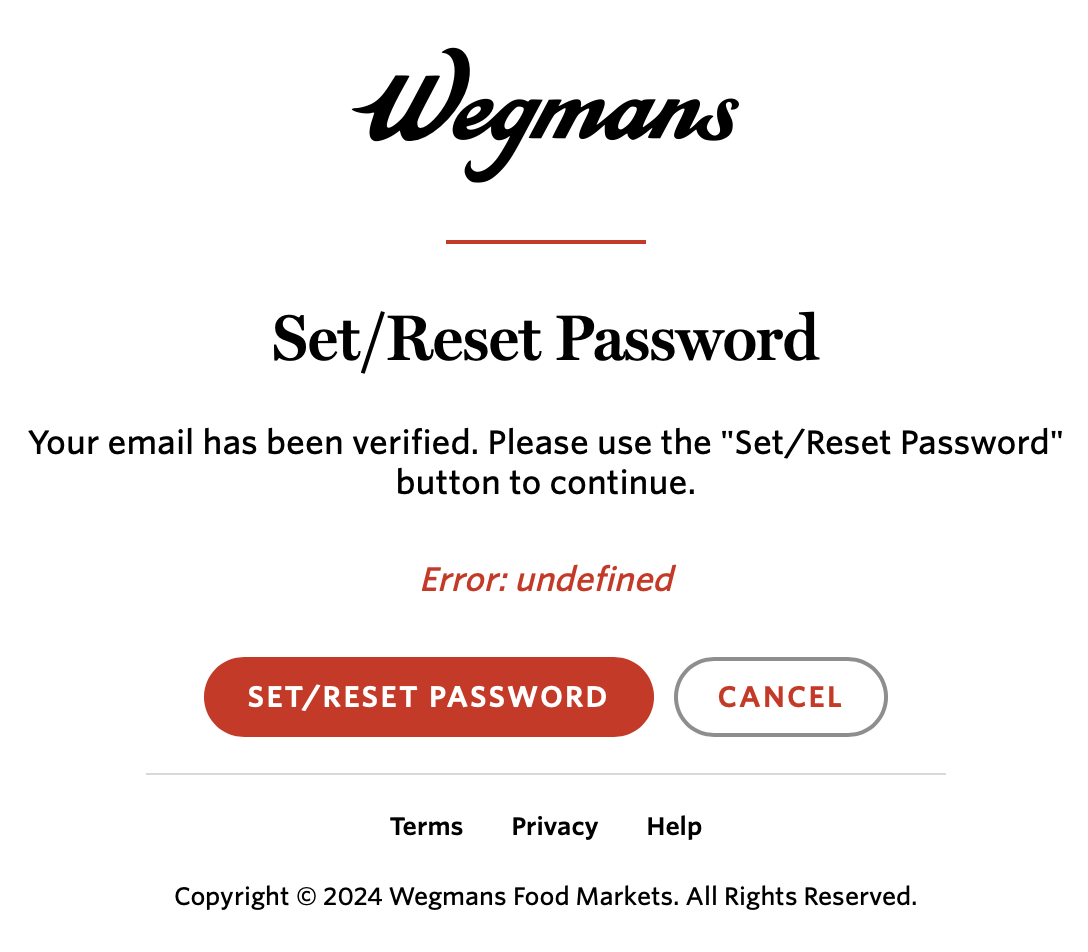 Wegmans
Set/Reset Password
Your email has been verified. Please use the "Set/Reset Password"
button to continue.
Error: undefined
SET/RESET PASSWORD CANCEL
Terms Privacy Help
Copyright © 2024 Wegmans Food Markets. All Rights Reserved.